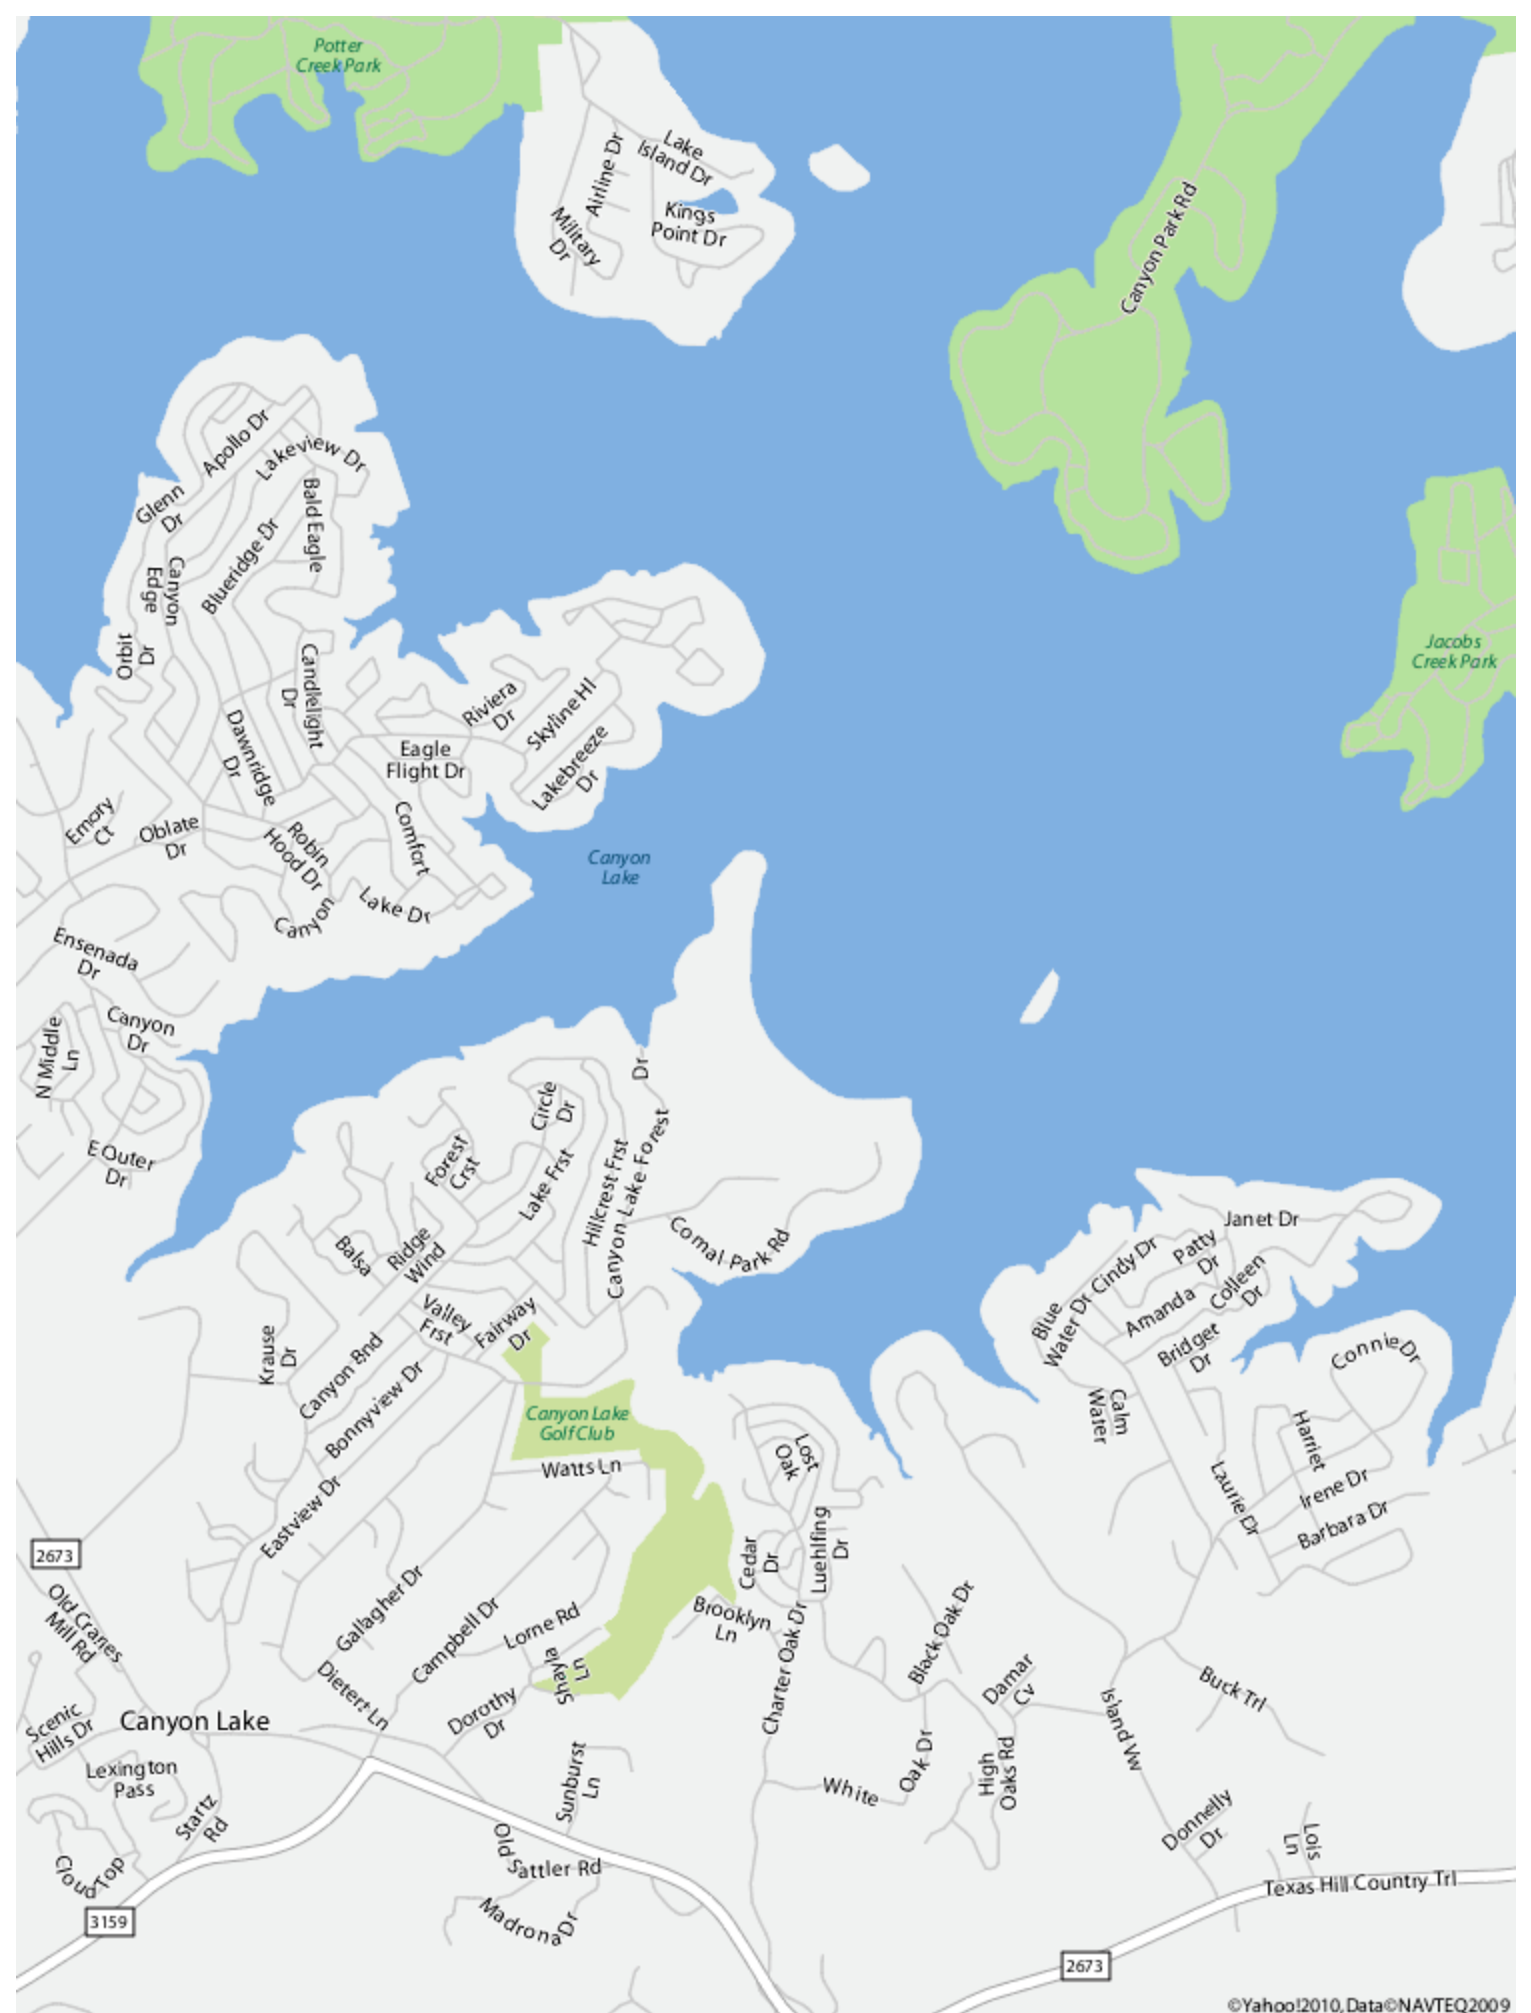 Potter
Creek Park
Lake
Island Dr
Airline Dr
Kings
Point Dr
Military
Dr
Canyon Park Rd
Apollo Dr
Lakeview Dr
Glenn
Dr
Bald Eagle
Blueridge Dr
Canyon
Edge
Orbit
Dr
Candlelight
Dr
Jacobs
Creek Park
Riviera
Dr
Skyline Hl
Dawnridge
Dr
Eagle
Flight Dr
Lakebreeze
Dr
Emory
Ct
Oblate
Dr
Robin
Hood Dr
Comfort
Canyon
Lake
Canyon
Lake Dr
Ensenada
Dr
Canyon
Dr
N Middle
Ln
E Outer
Dr
Circle
Dr
Dr
Forest
Crst
Lake Frst
Hillcrest Frst
Canyon Lake Forest
Comal Park Rd
Balsa
Ridge
Wind
Janet Dr
Patty
Dr
Cindy Dr
Colleen
Dr
Amanda
Blue
Water Dr
Bridget
Dr
Connie Dr
Valley
Frst
Fairway
Dr
Krause
Dr
Canyon Bnd
Bonnyview Dr
Canyon Lake
Golf Club
Calm
Water
Harriet
Lost
Oak
Watts Ln
Laurie Dr
Irene Dr
Barbara Dr
Eastview Dr
2673
Cedar
Dr
Luehlfing
Dr
Old Cranes
Mill Rd
Gallagher Dr
Campbell Dr
Lorne Rd
Shayla
Ln
Brooklyn
Ln
Charter Oak Dr
Black Oak Dr
Damar
Cv
Buck Trl
Dietert Ln
Dorothy
Dr
Island Vw
Scenic
Hills Dr
Canyon Lake
Lexington
Pass
Startz
Rd
Sunburst
Ln
White
Oak Dr
High
Oaks Rd
Donnelly
Dr
Lois
Ln
Cloud Top
Old
Sattler Rd
Texas Hill Country Trl
3159
Madrona Dr
2673
©Yahoo!2010, Data©NAVTEQ2009